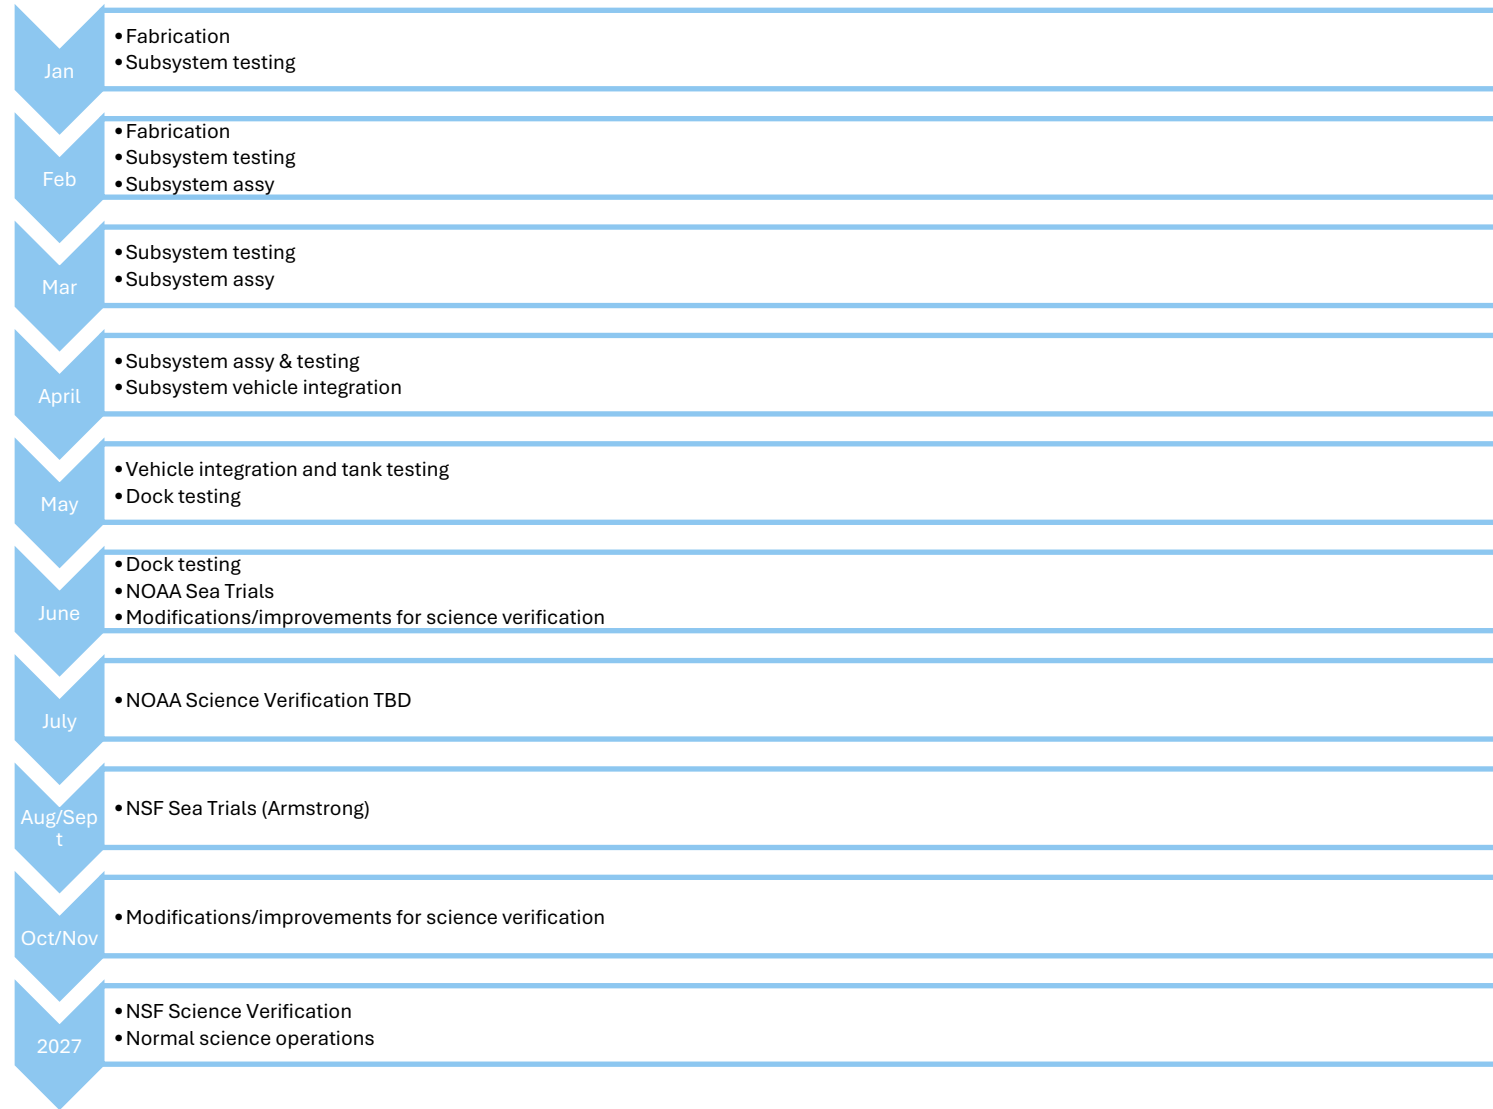 Jan
•Fabrication
•Subsystem testing
Feb
•Fabrication
•Subsystem testing
•Subsystem assy
Mar
•Subsystem testing
•Subsystem assy
April
•Subsystem assy & testing
•Subsystem vehicle integration
May
•Vehicle integration and tank testing
•Dock testing
June
•Dock testing
•NOAA Sea Trials
•Modifications/improvements for science verification
July
•NOAA Science Verification TBD
Aug/Sep
t
•NSF Sea Trials (Armstrong)
Oct/Nov
•Modifications/improvements for science verification
2027
•NSF Science Verification
•Normal science operations